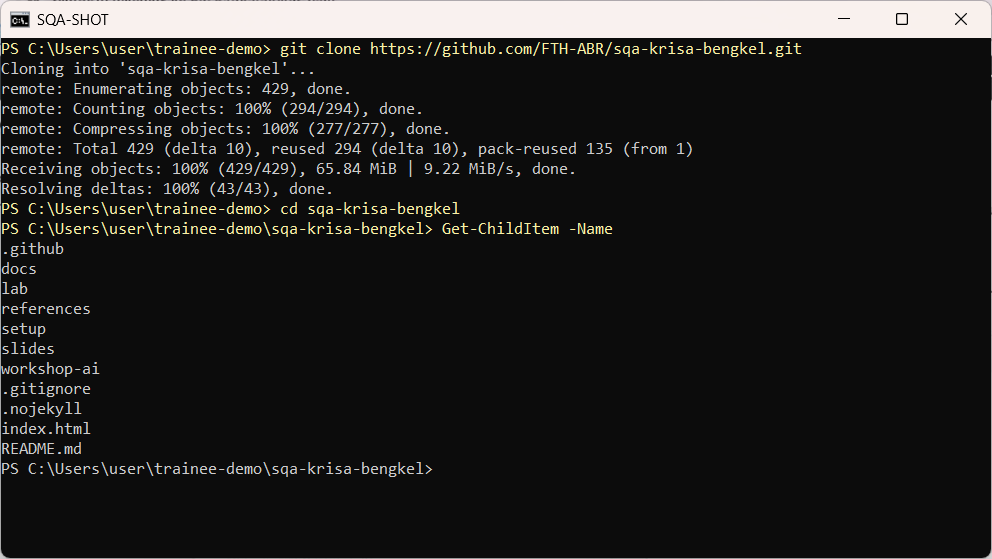 SQA-SHOT
PS C:\Users\user\trainee-demo> git clone https://github.com/FTH-ABR/sqa-krisa-bengkel.git
Cloning into 'sqa-krisa-bengkel'...
remote: Enumerating objects: 429, done.
remote: Counting objects: 100% (294/294), done.
remote: Compressing objects: 100% (277/277), done.
remote: Total 429 (delta 10), reused 294 (delta 10), pack-reused 135 (from 1)
Receiving objects: 100% (429/429), 65.84 MiB | 9.22 MiB/s, done.
Resolving deltas: 100% (43/43), done.
PS C:\Users\user\trainee-demo> cd sqa-krisa-bengkel
PS C:\Users\user\trainee-demo\sqa-krisa-bengkel> Get-ChildItem -Name
.github
docs
lab
references
setup
slides
workshop-ai
.gitignore
.nojekyll
index.html
README.md
PS C:\Users\user\trainee-demo\sqa-krisa-bengkel>